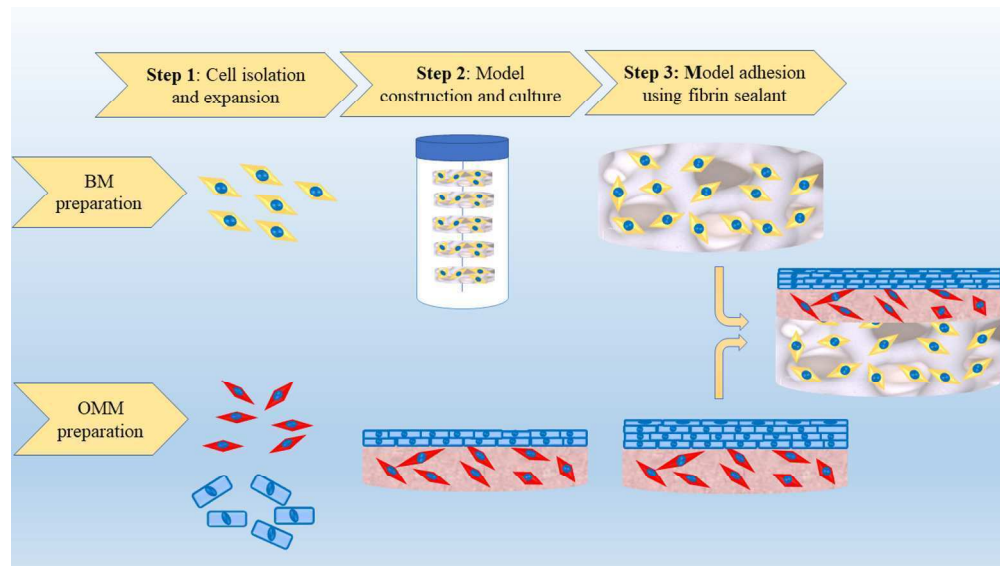 Step 1: Cell isolation
and expansion
Step 2: Model
construction and culture
Step 3: Model adhesion
using fibrin sealant
BM
preparation
OMM
preparation